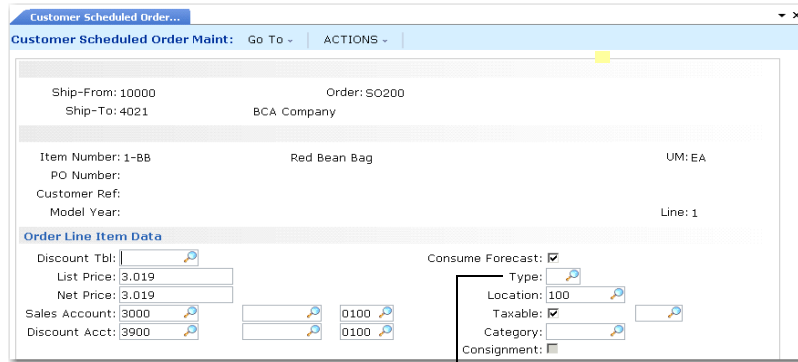 Customer Scheduled Order...
Customer Scheduled Order Maint: Go To ACTIONS
Ship-From: 10000 Order: SO200
Ship-To: 4021 BCA Company
Item Number: 1-BB Red Bean Bag UM: EA
PO Number:
Customer Ref:
Model Year: Line: 1
Order Line Item Data
Discount Tbl: Consume Forecast:
List Price: 3.019 Type:
Net Price: 3.019 Location: 100
Sales Account: 3000 0100 Taxable:
Discount Acct: 3900 0100 Category:
Consignment: